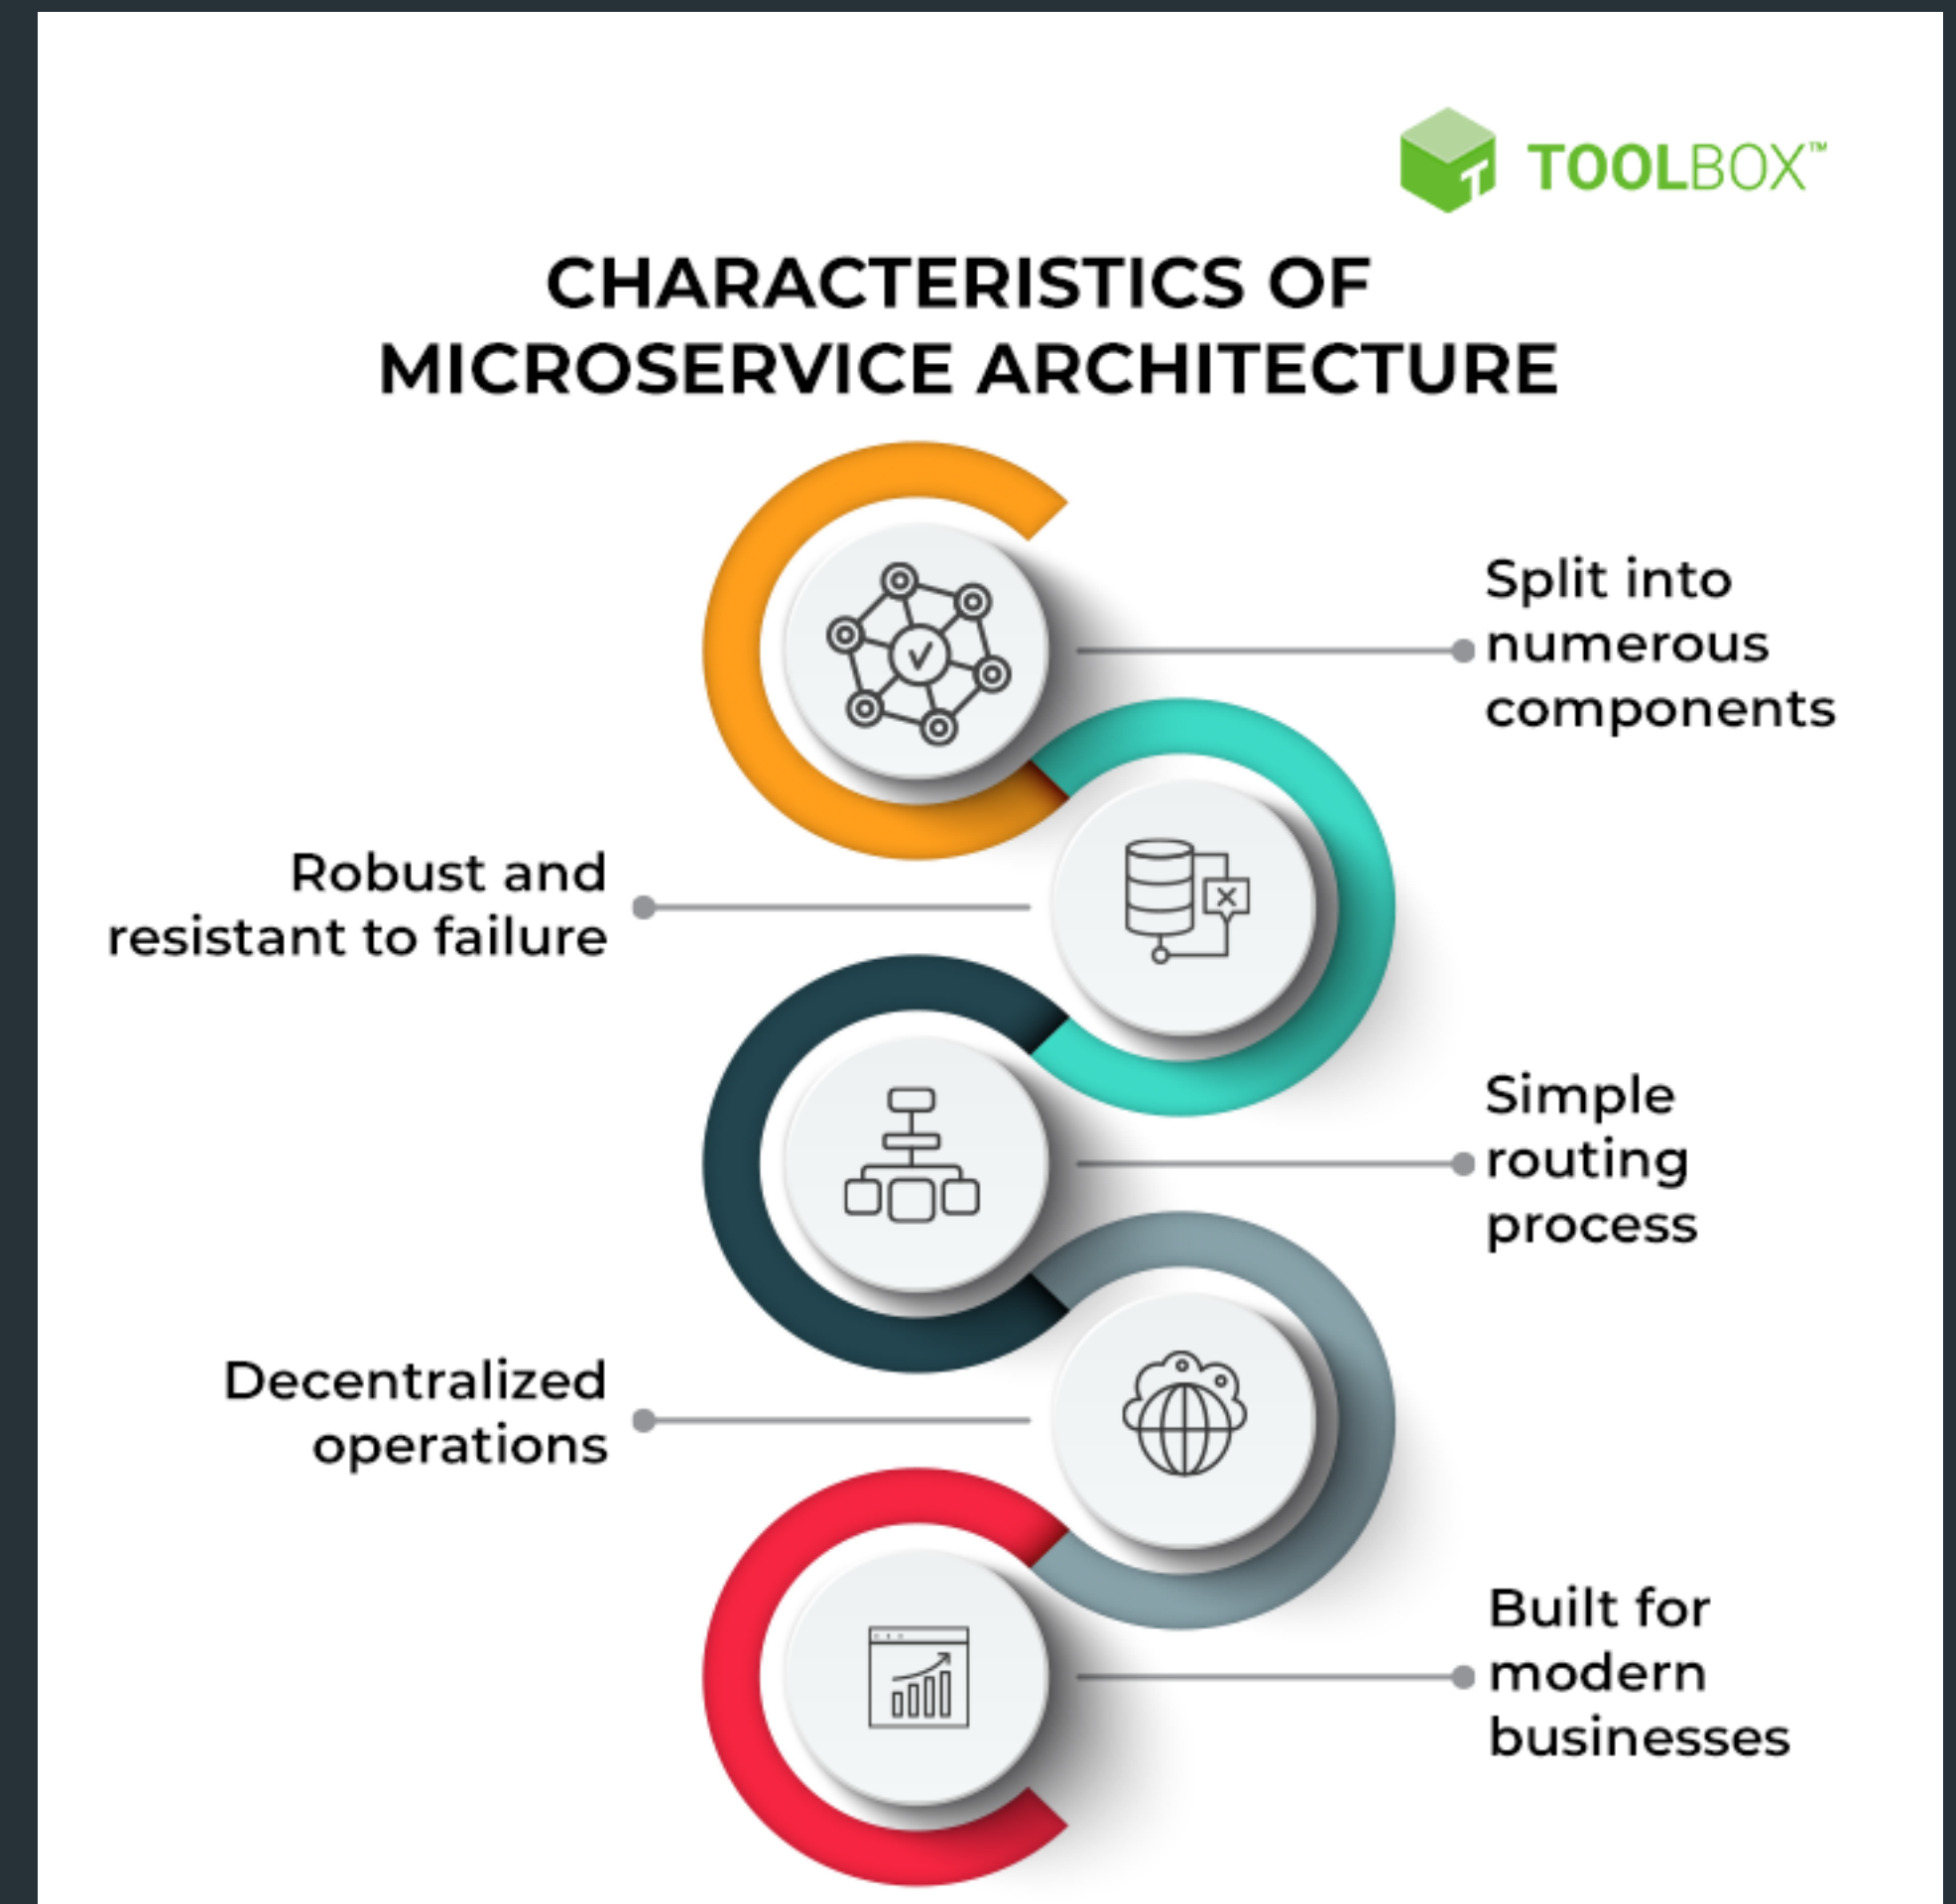 TOOLBOX™
CHARACTERISTICS OF
MICROSERVICE ARCHITECTURE
Split into
numerous
components
Robust and
resistant to failure
Simple
routing
process
Decentralized
operations
Built for
modern
businesses